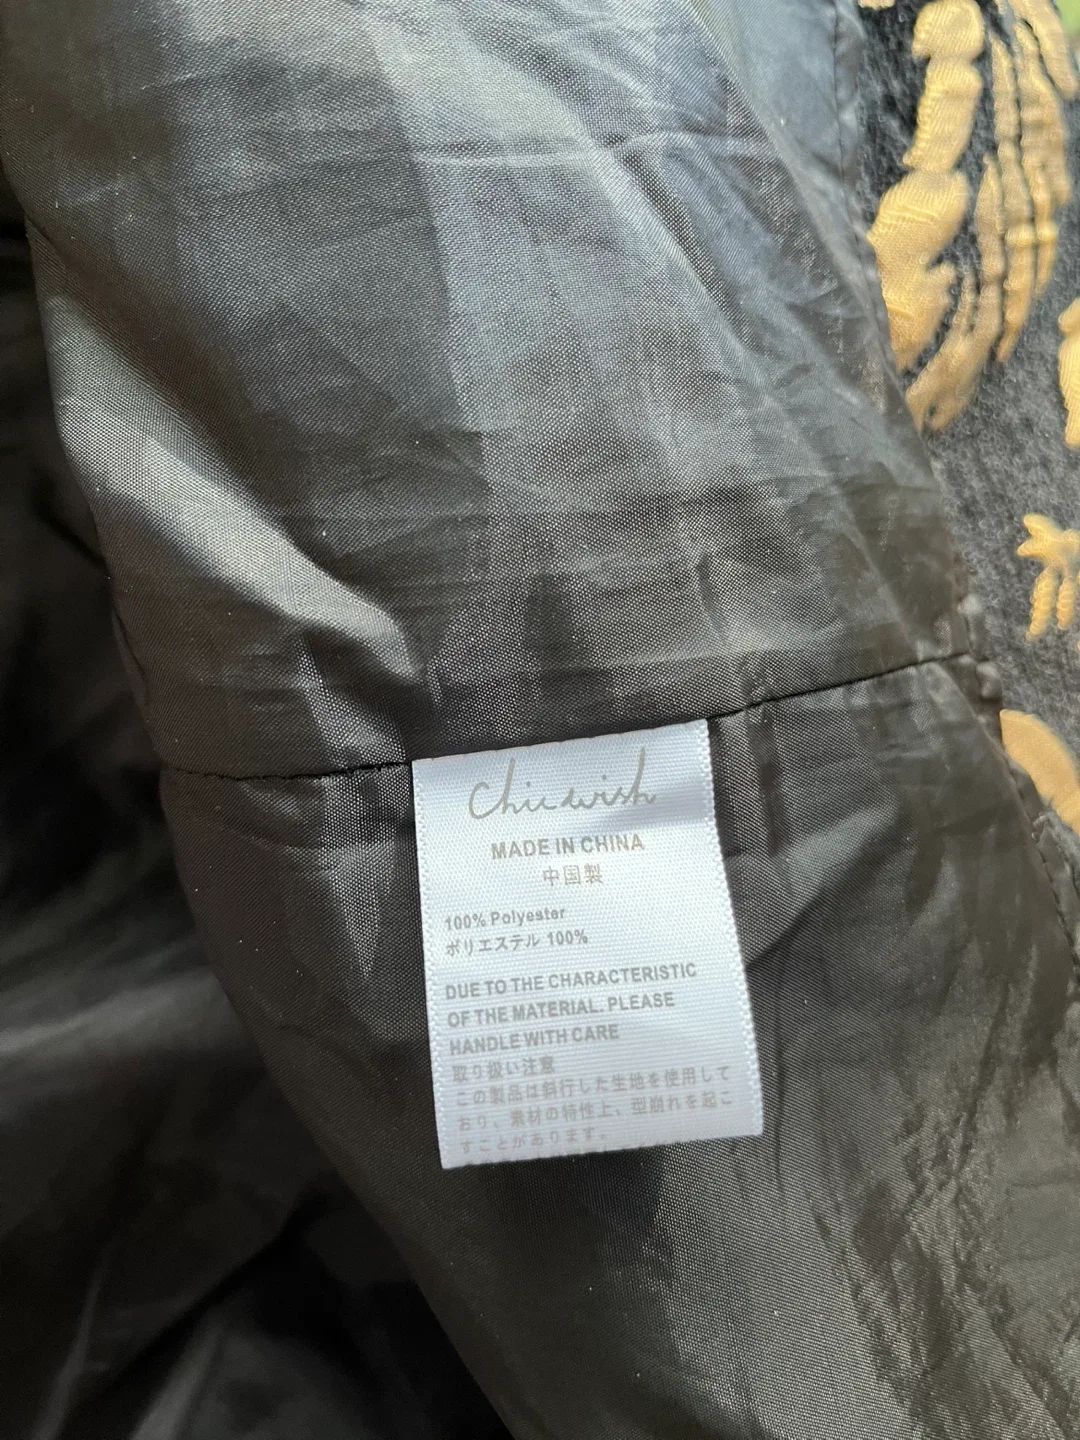 Chicwish
MADE IN CHINA
中国製
100% Polyester
ポリエステル 100%
DUE TO THE CHARACTERISTIC
OF THE MATERIAL. PLEASE
HANDLE WITH CARE
取り扱い注意
この製品は斜行した生地を使用して
おり、素材の特性上、型崩れを起こ
すことがあります。